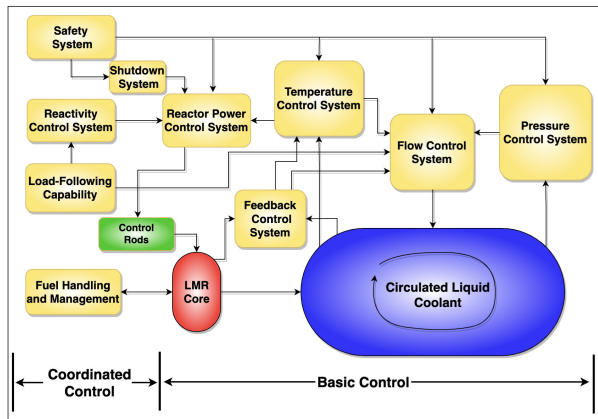 Safety
System
Shutdown
System
Temperature
Control System
Reactivity
Control System
Reactor Power
Control System
Flow Control
System
Pressure
Control System
Load-Following
Capability
Feedback
Control
System
Control
Rods
Fuel Handling
and Management
LMR
Core
Circulated Liquid
Coolant
Coordinated
Control
Basic Control